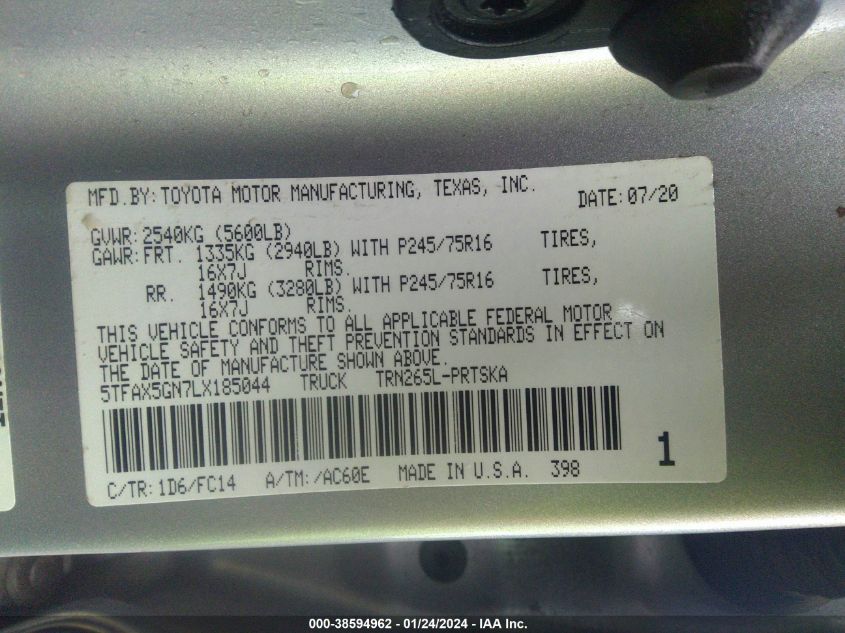 MFD.BY: TOYOTA MOTOR MANUFACTURING, TEXAS, INC. DATE: 07/20
GVWR: 2540KG (5600LB)
GAWR: FRT. 1335KG (2940LB) WITH P245/75R16 TIRES,
16X7J RIMS.
RR. 1490KG (3280LB) WITH P245/75R16 TIRES,
16X7J RIMS.
THIS VEHICLE CONFORMS TO ALL APPLICABLE FEDERAL MOTOR
VEHICLE SAFETY AND THEFT PREVENTION STANDARDS IN EFFECT ON
THE DATE OF MANUFACTURE SHOWN ABOVE.
5TFAX5GN7LX185044 TRUCK TRN265L-PRTSKA
1
C/TR: 1D6/FC14 A/TM: /AC60E MADE IN U.S.A. 398
000-38594962 - 01/24/2024 - IAA Inc.